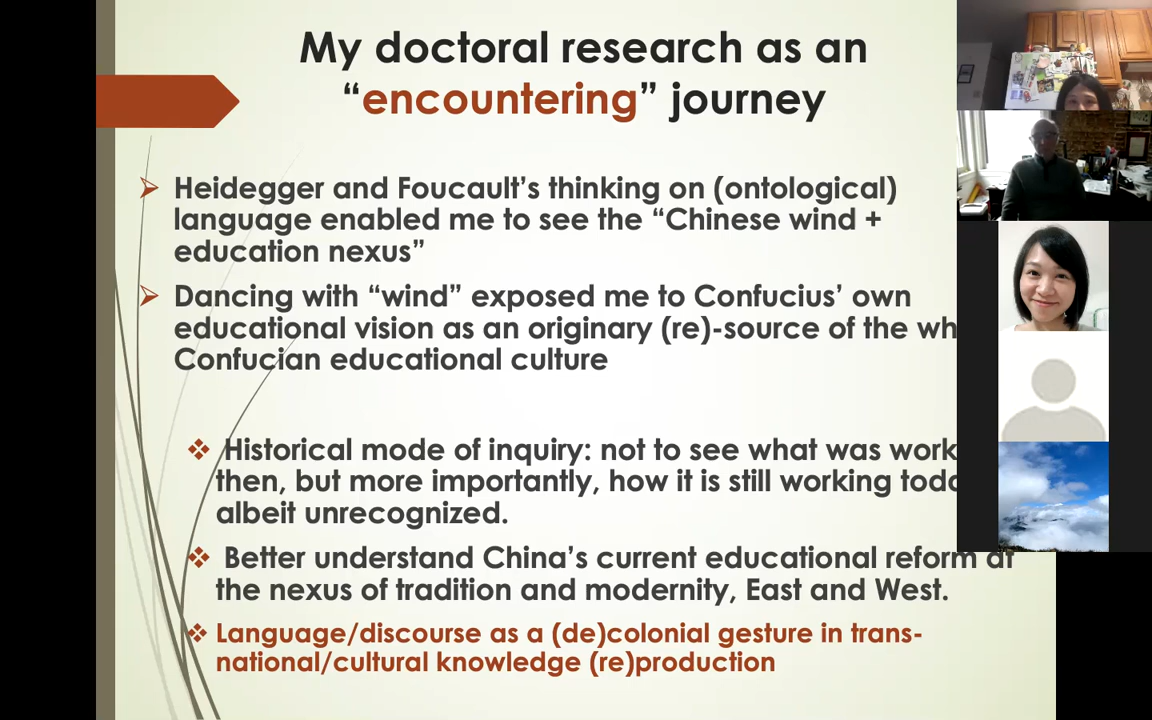 My doctoral research as an
“encountering” journey
Heidegger and Foucault’s thinking on (ontological)
language enabled me to see the “Chinese wind +
education nexus”
Dancing with “wind” exposed me to Confucius’ own
educational vision as an originary (re)-source of the wh
Confucian educational culture
Historical mode of inquiry: not to see what was work
then, but more importantly, how it is still working toda
albeit unrecognized.
Better understand China’s current educational reform at
the nexus of tradition and modernity, East and West.
Language/discourse as a (de)colonial gesture in trans-
national/cultural knowledge (re)production